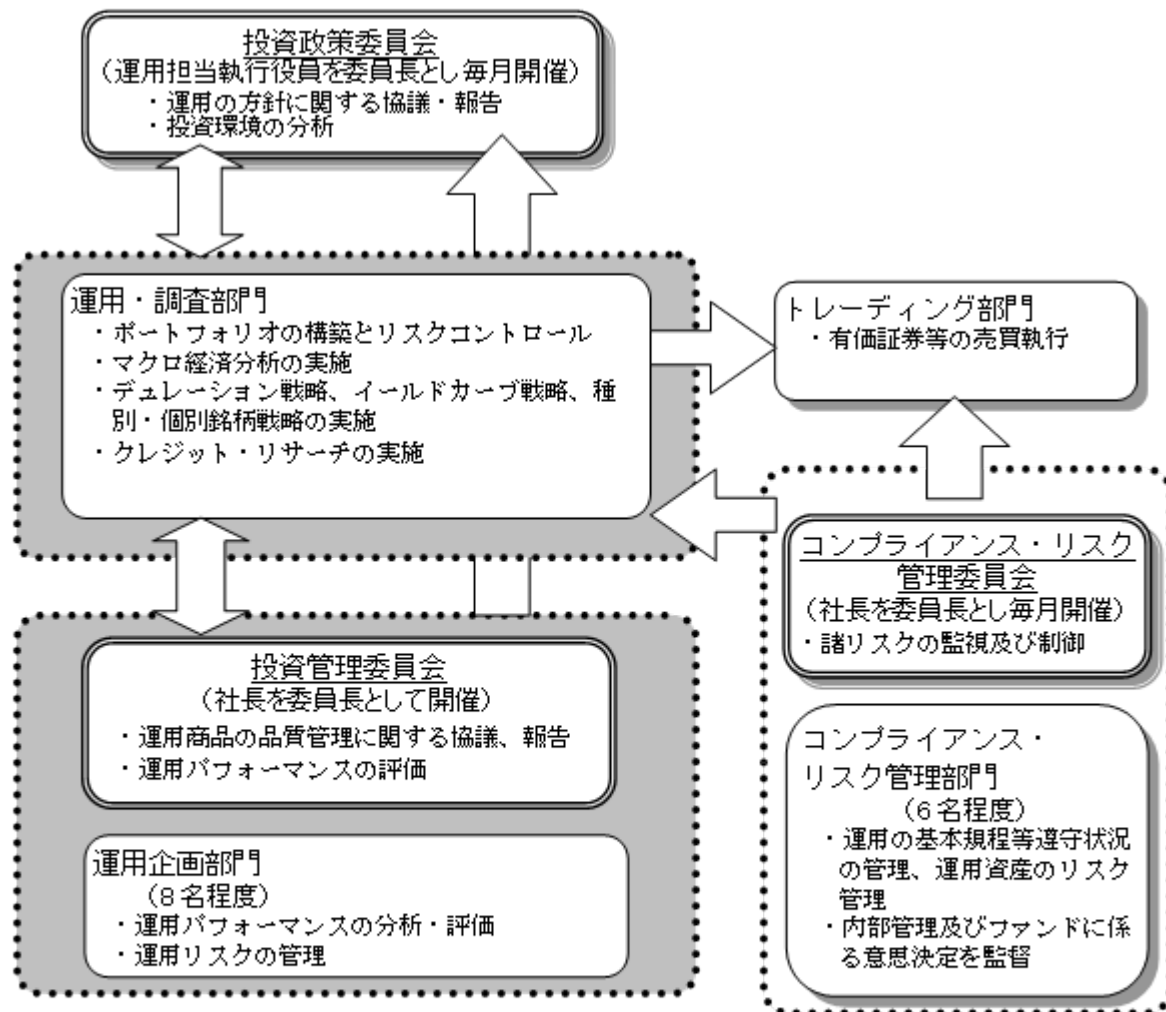 投資政策委員会
（運用担当執行役員を委員長とし毎月開催）
・運用の方針に関する協議・報告
・投資環境の分析
運用・調査部門
・ポートフォリオの構築とリスクコントロール
・マクロ経済分析の実施
・デュレーション戦略、イールドカーブ戦略、種
別・個別銘柄戦略の実施
・クレジット・リサーチの実施
トレーディング部門
・有価証券等の売買執行
コンプライアンス・リスク
管理委員会
（社長を委員長とし毎月開催）
・諸リスクの監視及び制御
投資管理委員会
（社長を委員長として開催）
・運用商品の品質管理に関する協議、報告
・運用パフォーマンスの評価
運用企画部門
（８名程度）
・運用パフォーマンスの分析・評価
・運用リスクの管理
コンプライアンス・
リスク管理部門
（６名程度）
・運用の基本規程等遵守状況
の管理、運用資産のリスク
管理
・内部管理及びファンドに係
る意思決定を監督